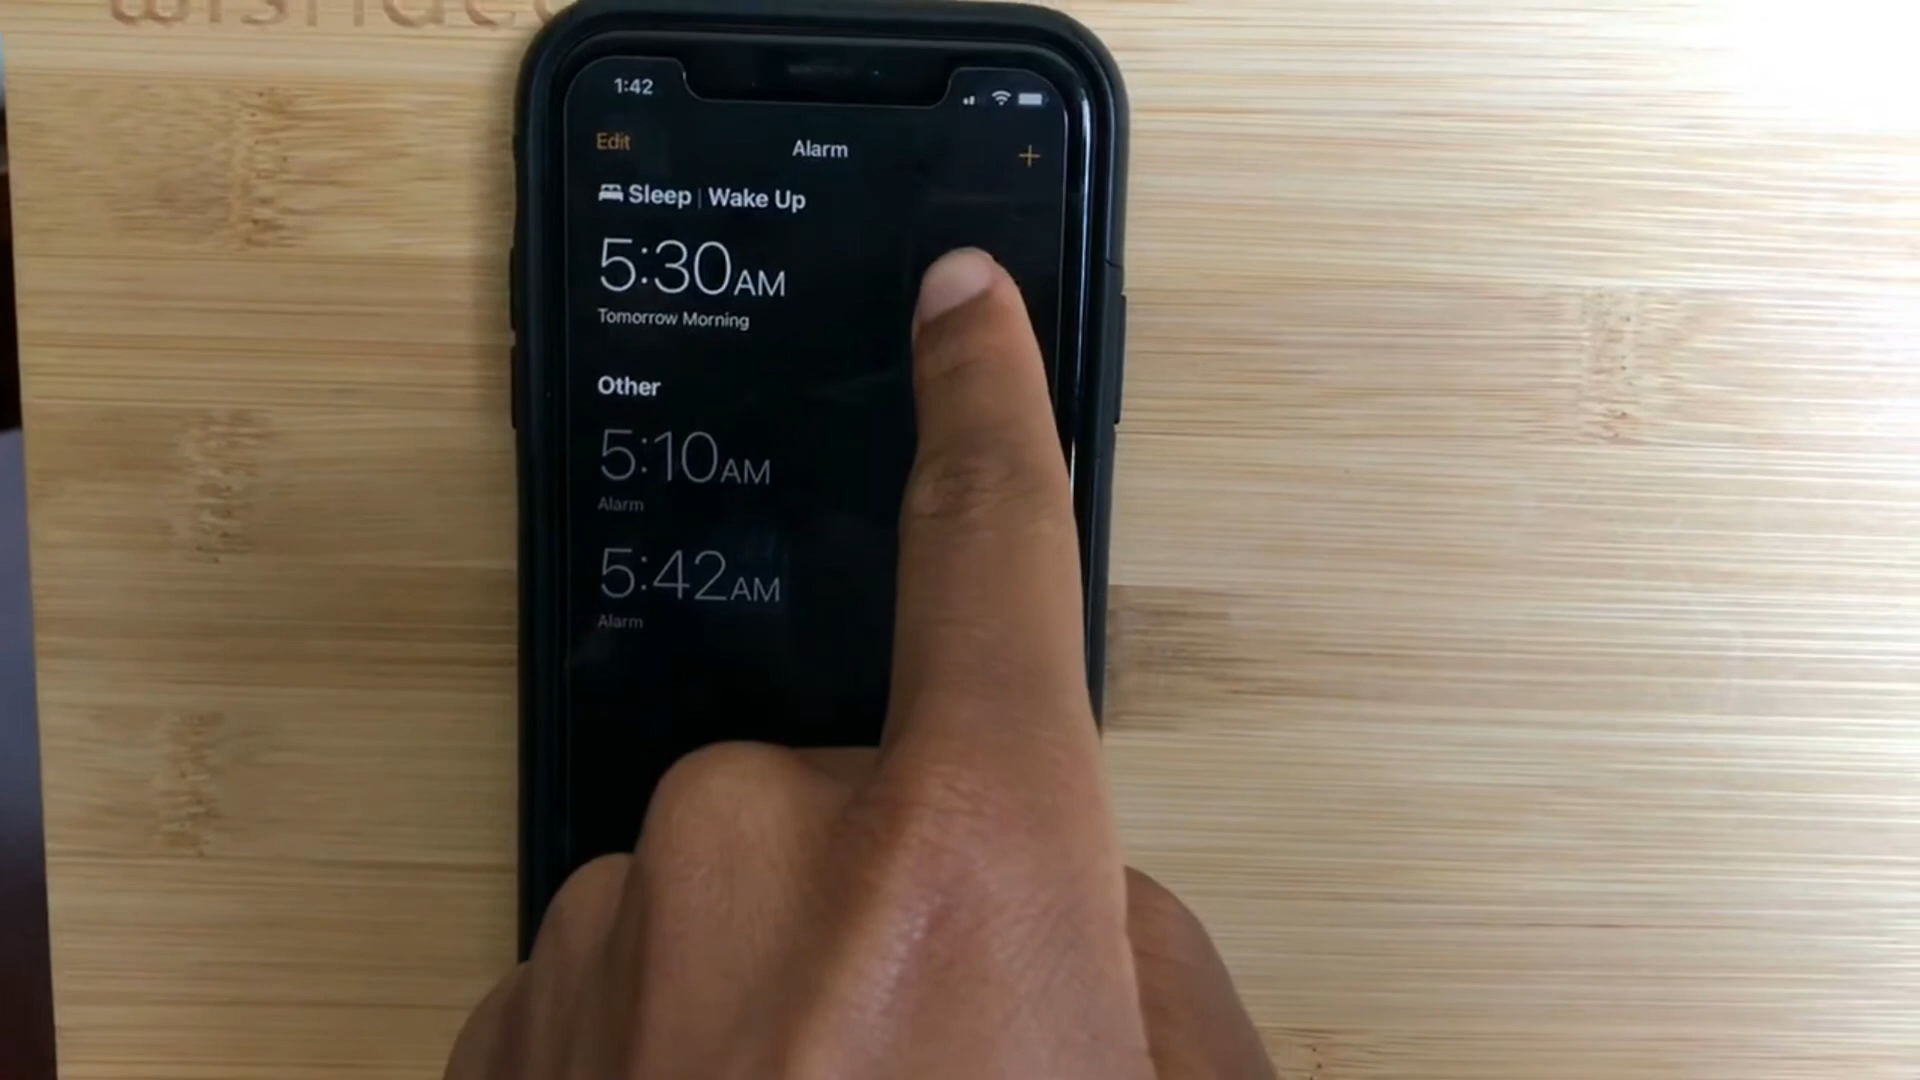 1:42
Edit
Alarm
+
Sleep | Wake Up
5:30AM
Tomorrow Morning
Other
5:10AM
Alarm
5:42AM
Alarm